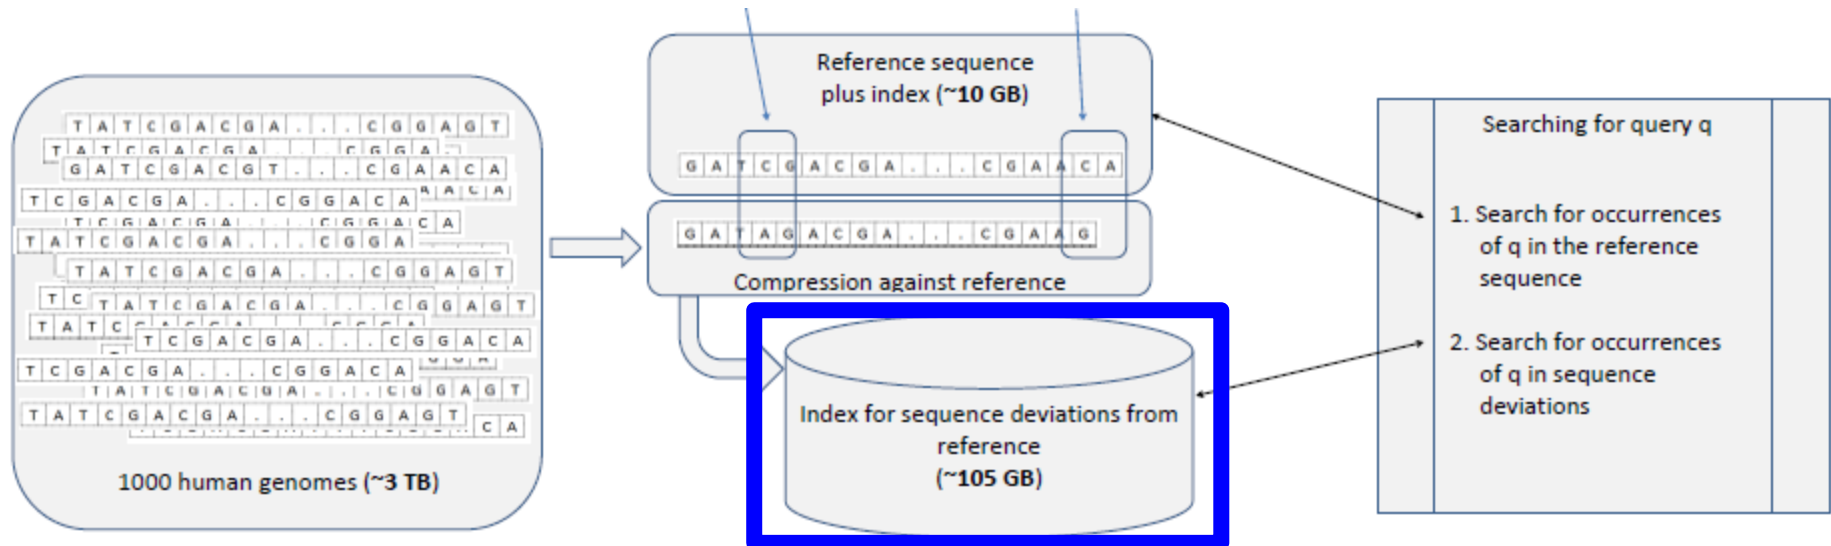 T A T C G A C G A . . . C G G A G T
T A T C G A C G A . . . C G G A .
G A T C G A C G T . . . C G A A C A
A A C A
T C G A C G A . . . C G G A C A
T C G A C G A . . . C G G A C A
T A T C G A C G A . . . C G G A
T A T C G A C G A . . . C G G A G T
T C
T A T C G A C G A . . . C G G A G T
T A T C G A C G A . . . C G G A
T C G A C G A . . . C G G A C A
T C G A C G A . . . C G G A C A
T A T C G A C G A . . . C G G A G T
T A T C G A C G A . . . C G G A G T
C A
1000 human genomes (~3 TB)
Reference sequence
plus index (~10 GB)
G A T C G A C G A . . . C G A A C A
G A T A G A C G A . . . C G A A G
Compression against reference
Index for sequence deviations from
reference
(~105 GB)
Searching for query q
1. Search for occurrences
of q in the reference
sequence
2. Search for occurrences
of q in sequence
deviations